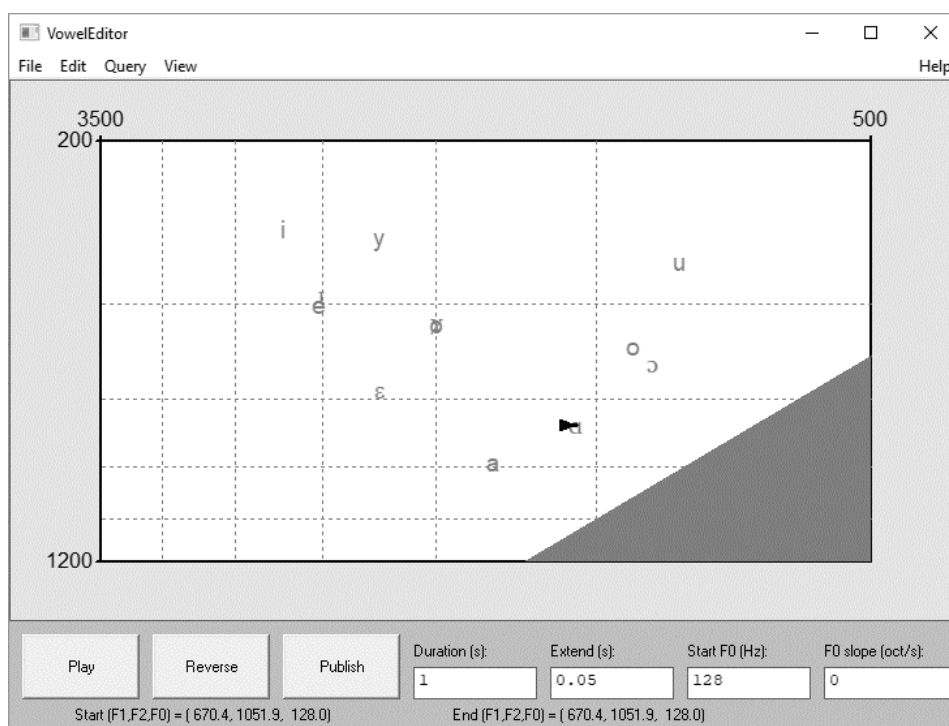 VowelEditor
File Edit Query View Help
3500 500
200
i y
u
e
ø
o
ɔ
ɛ
a
1200
Play Reverse Publish
Duration (s): Extend (s): Start F0 (Hz): F0 slope (oct/s):
1 0.05 128 0
Start (F1,F2,F0) = ( 670.4, 1051.9, 128.0) End (F1,F2,F0) = ( 670.4, 1051.9, 128.0)